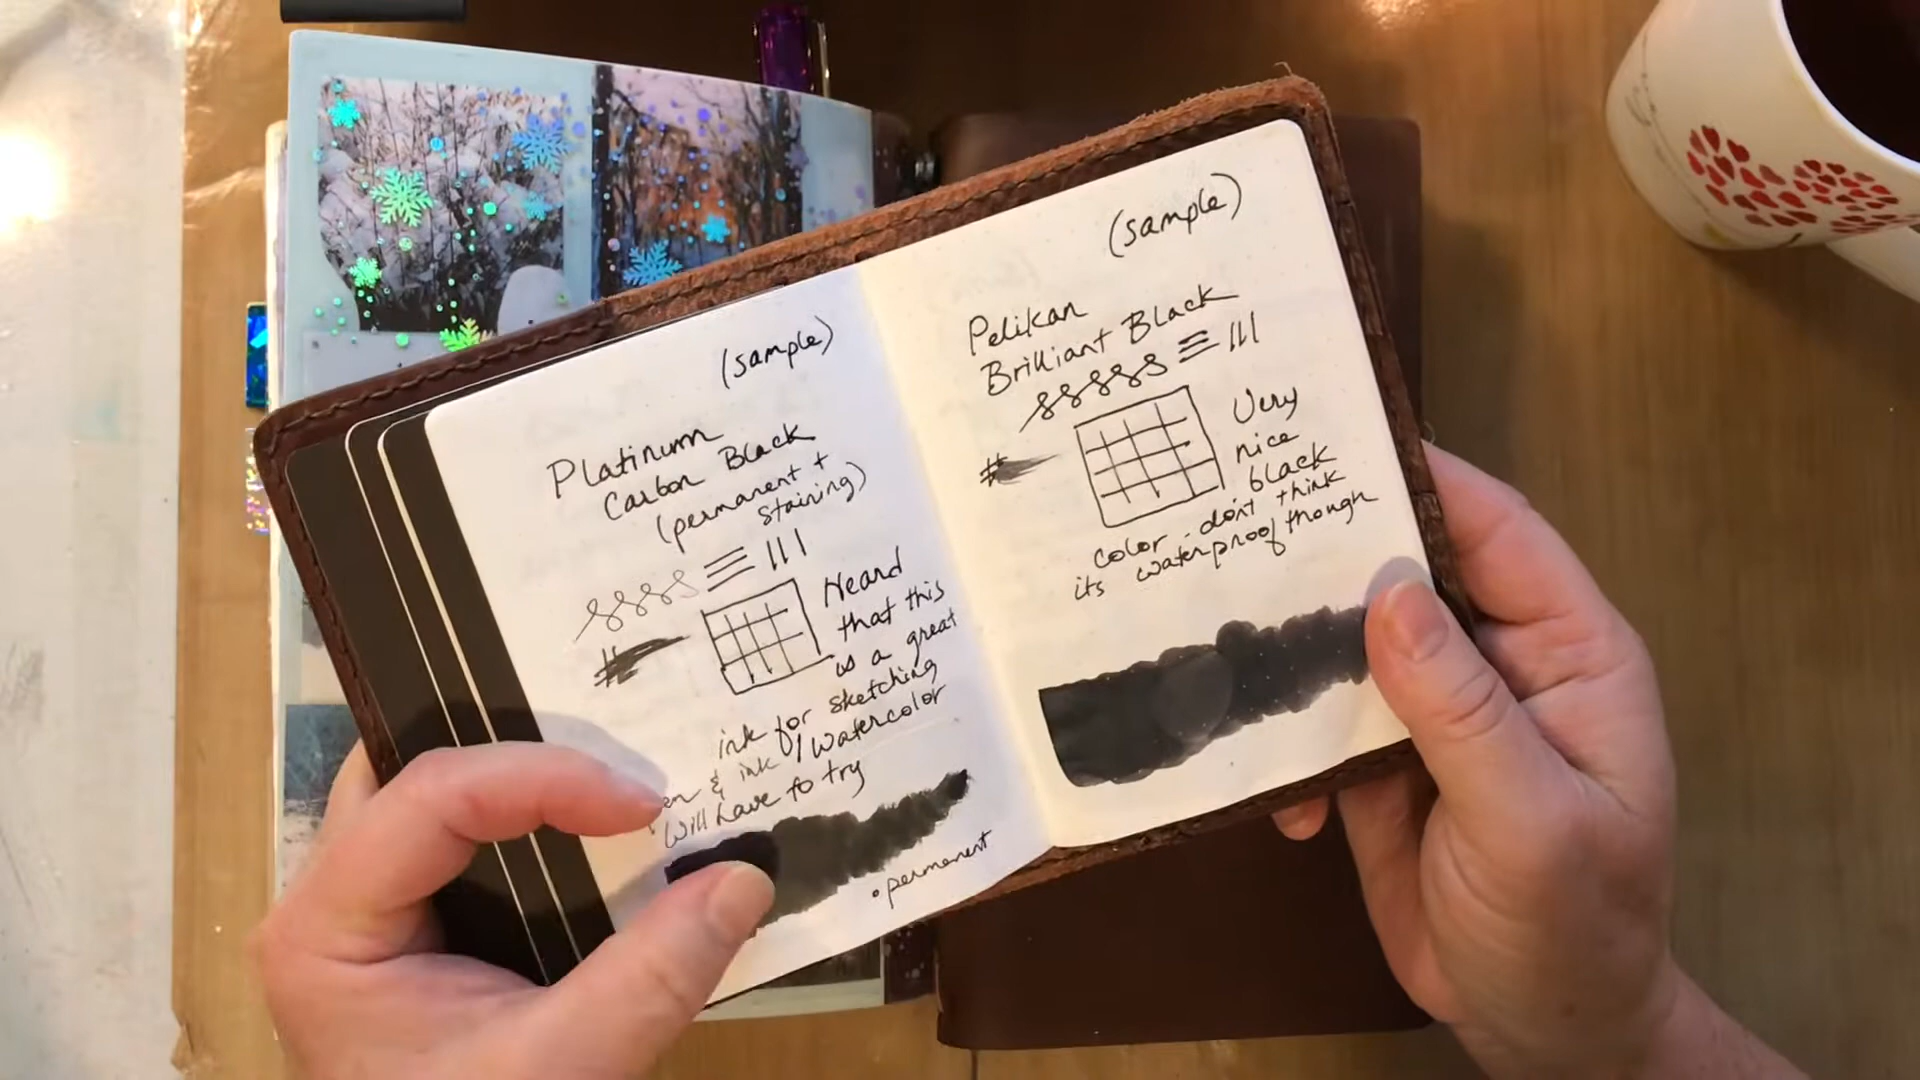 (sample)
Platinum
Carbon Black
(permanent +
staining)
Heard
that this
is a great
ink for sketching
& ink / watercolor
Will have to try
• permanent
(sample)
Pelikan
Brilliant Black
Very
nice
black
color - don't think
its waterproof though